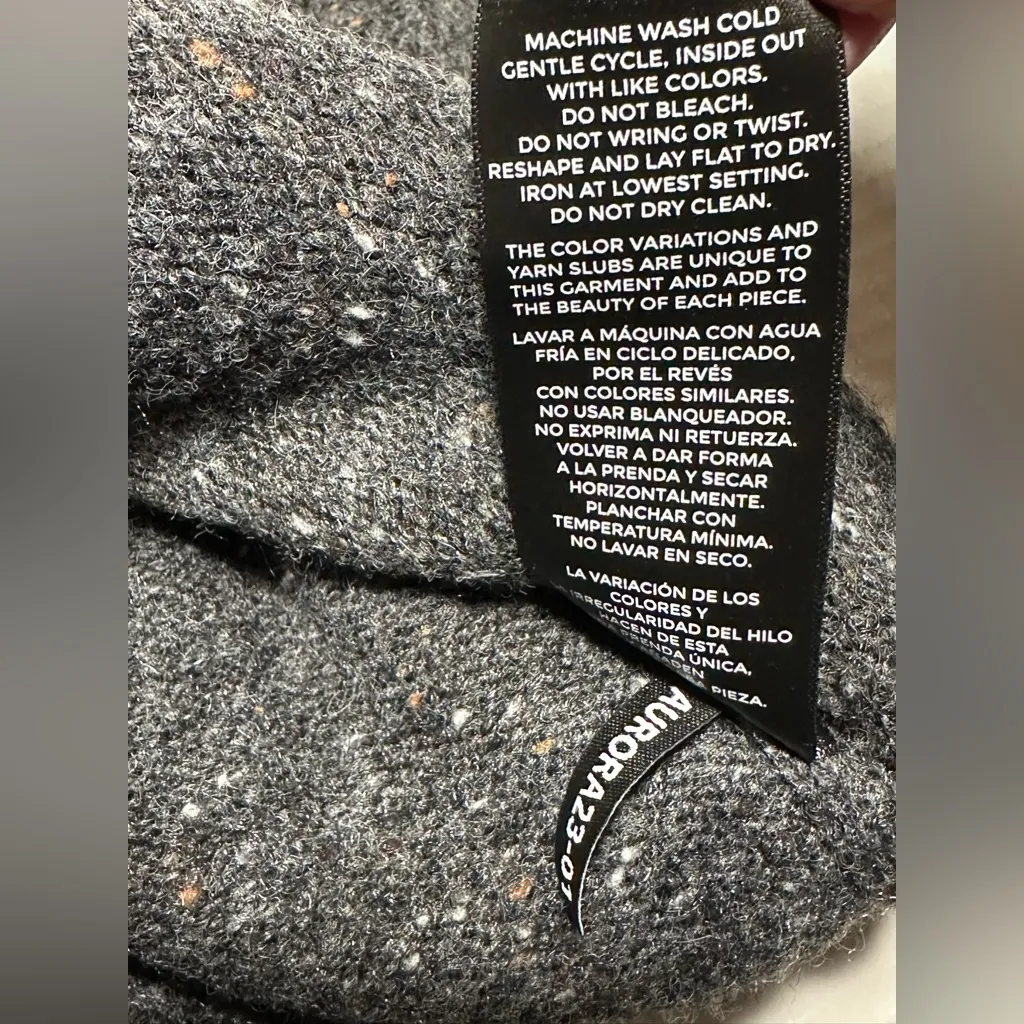 MACHINE WASH COLD
GENTLE CYCLE, INSIDE OUT
WITH LIKE COLORS.
DO NOT BLEACH.
DO NOT WRING OR TWIST.
RESHAPE AND LAY FLAT TO DRY.
IRON AT LOWEST SETTING.
DO NOT DRY CLEAN.
THE COLOR VARIATIONS AND
YARN SLUBS ARE UNIQUE TO
THIS GARMENT AND ADD TO
THE BEAUTY OF EACH PIECE.
LAVAR A MÁQUINA CON AGUA
FRÍA EN CICLO DELICADO,
POR EL REVÉS
CON COLORES SIMILARES.
NO USAR BLANQUEADOR.
NO EXPRIMA NI RETUERZA.
VOLVER A DAR FORMA
A LA PRENDA Y SECAR
HORIZONTALMENTE.
PLANCHAR CON
TEMPERATURA MÍNIMA.
NO LAVAR EN SECO.
LA VARIACIÓN DE LOS
COLORES Y
IRREGULARIDAD DEL HILO
HACEN DE ESTA
PRENDA ÚNICA,
PIEZA.
AURORA23-01